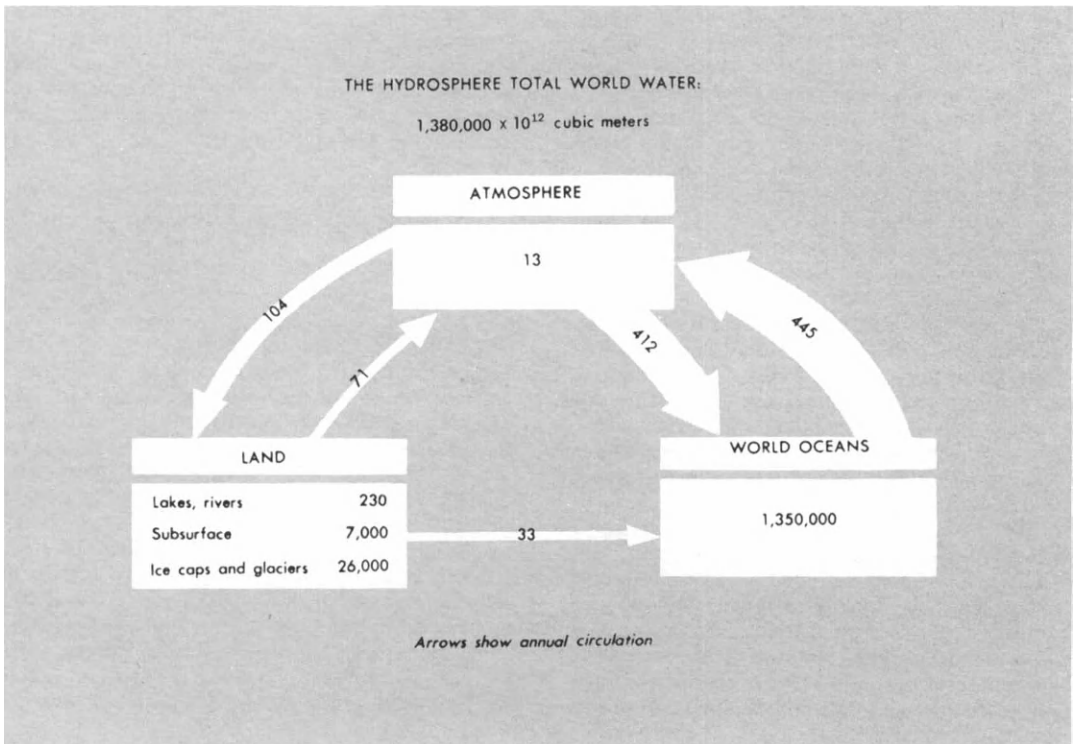 THE HYDROSPHERE TOTAL WORLD WATER:
1,380,000 x 10¹² cubic meters
ATMOSPHERE
13
104
412
445
71
LAND
WORLD OCEANS
Lakes, rivers 230
Subsurface 7,000
Ice caps and glaciers 26,000
33
1,350,000
Arrows show annual circulation